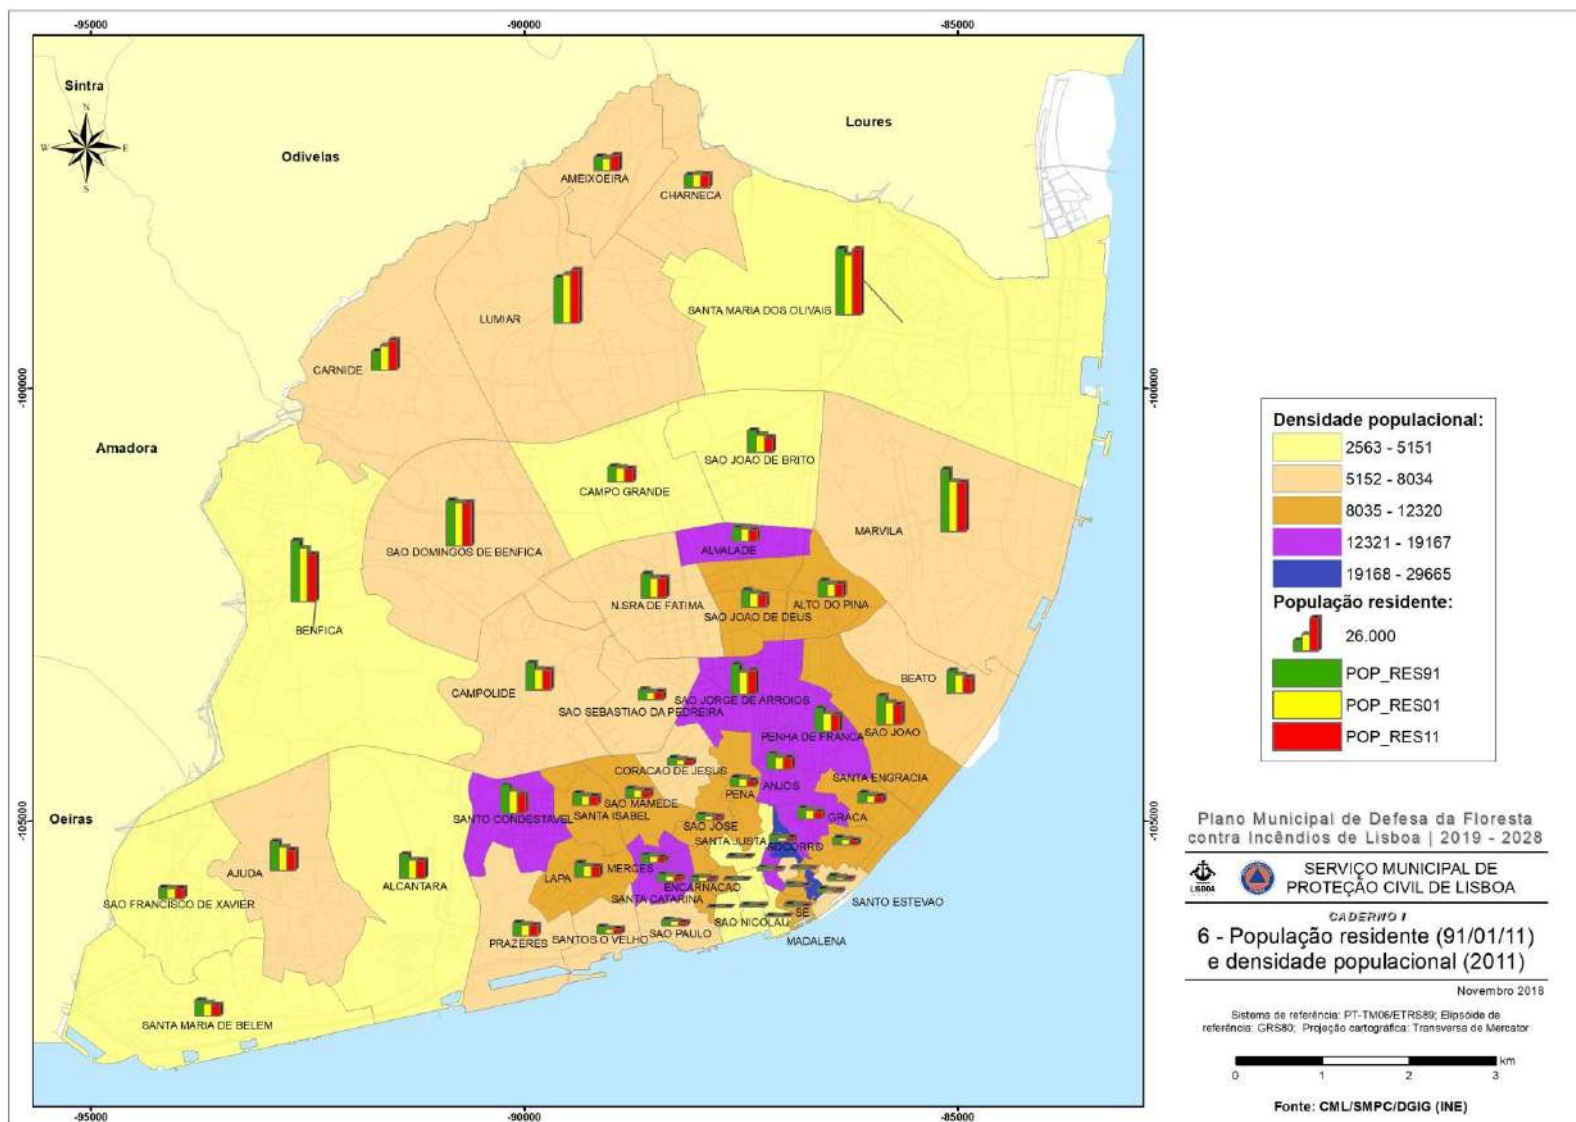 -95000
-90000
-85000
Sintra
N
W
E
S
Odivelas
Loures
AMEIXOEIRA
CHARNECA
LUMIAR
SANTA MARIA DOS OLIVAIS
CARNIDE
-100000
-100000
Amadora
SAO JOAO DE BRITO
CAMPO GRANDE
MARVILA
SAO DOMINGOS DE BENFICA
ALVALADE
N.SRA DE FATIMA
ALTO DO PINA
SAO JOAO DE DEUS
BENFICA
CAMPOLIDE
BEATO
SAO JORGE DE ARROIOS
SAO SEBASTIAO DA PEDREIRA
PENHA DE FRANCA
SAO JOAO
CORACAO DE JESUS
SANTA ENGRACIA
PENA
ANJOS
SAO MAMEDE
SANTA ISABEL
SANTO CONDESTAVEL
-105000
-105000
Oeiras
SAO JOSE
GRACA
SANTA JUSTA
SOCORRO
AJUDA
ALCANTARA
LAPA
MERCES
ENCARNACAO
SANTA CATARINA
SAO FRANCISCO DE XAVIER
SANTO ESTEVAO
SE
SAO NICOLAU
SAO PAULO
SANTOS O VELHO
PRAZERES
MADALENA
SANTA MARIA DE BELEM
-95000
-90000
-85000
Densidade populacional:
2563 - 5151
5152 - 8034
8035 - 12320
12321 - 19167
19168 - 29665
População residente:
26.000
POP_RES91
POP_RES01
POP_RES11
Plano Municipal de Defesa da Floresta
contra Incêndios de Lisboa | 2019 - 2028
LISBOA
SERVIÇO MUNICIPAL DE
PROTEÇÃO CIVIL DE LISBOA
CADERNO I
6 - População residente (91/01/11)
e densidade populacional (2011)
Novembro 2018
Sistema de referência: PT-TM06/ETRS89; Elipsóide de
referência: GRS80; Projeção cartográfica: Transversa de Mercator
km
0 1 2 3
Fonte: CML/SMPC/DGIG (INE)